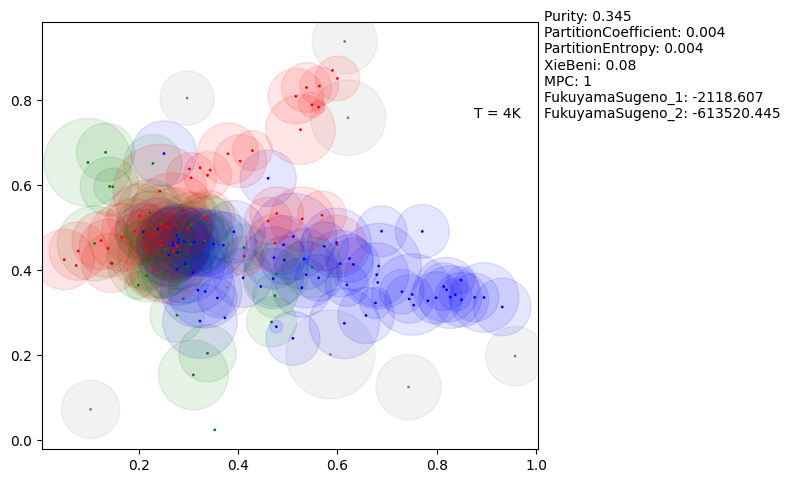 Purity: 0.345
PartitionCoefficient: 0.004
PartitionEntropy: 0.004
XieBeni: 0.08
MPC: 1
FukuyamaSugeno_1: -2118.607
FukuyamaSugeno_2: -613520.445
T = 4K
0.8
0.6
0.4
0.2
0.0
0.2 0.4 0.6 0.8 1.0